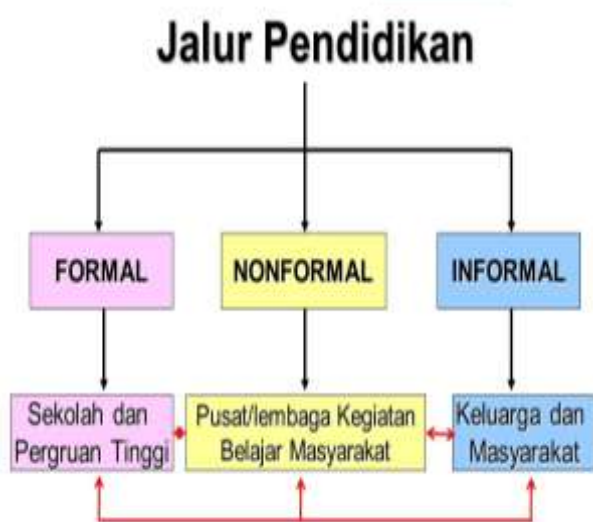 Jalur Pendidikan
FORMAL
NONFORMAL
INFORMAL
Sekolah dan
Pergruan Tinggi
Pusat/lembaga Kegiatan
Belajar Masyarakat
Keluarga dan
Masyarakat